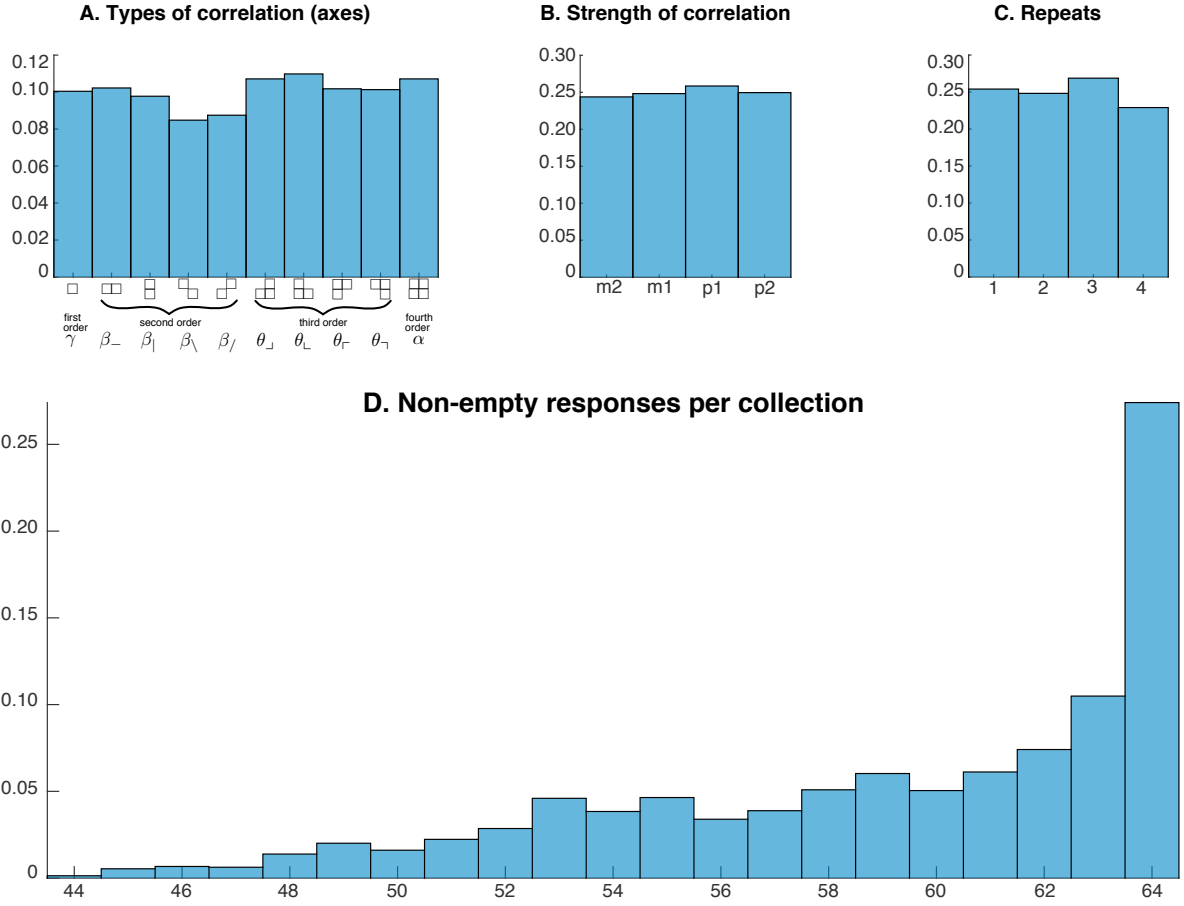 A. Types of correlation (axes)
0.12
0.10
0.08
0.06
0.04
0.02
0
first order
second order
third order
fourth order
γ β− β| β\ β/ θ⌟ θ⌞ θ⌜ θ⌝ α
B. Strength of correlation
0.30
0.25
0.20
0.15
0.10
0.05
0
m2 m1 p1 p2
C. Repeats
0.30
0.25
0.20
0.15
0.10
0.05
0
1 2 3 4
D. Non-empty responses per collection
0.25
0.20
0.15
0.10
0.05
0
44 46 48 50 52 54 56 58 60 62 64